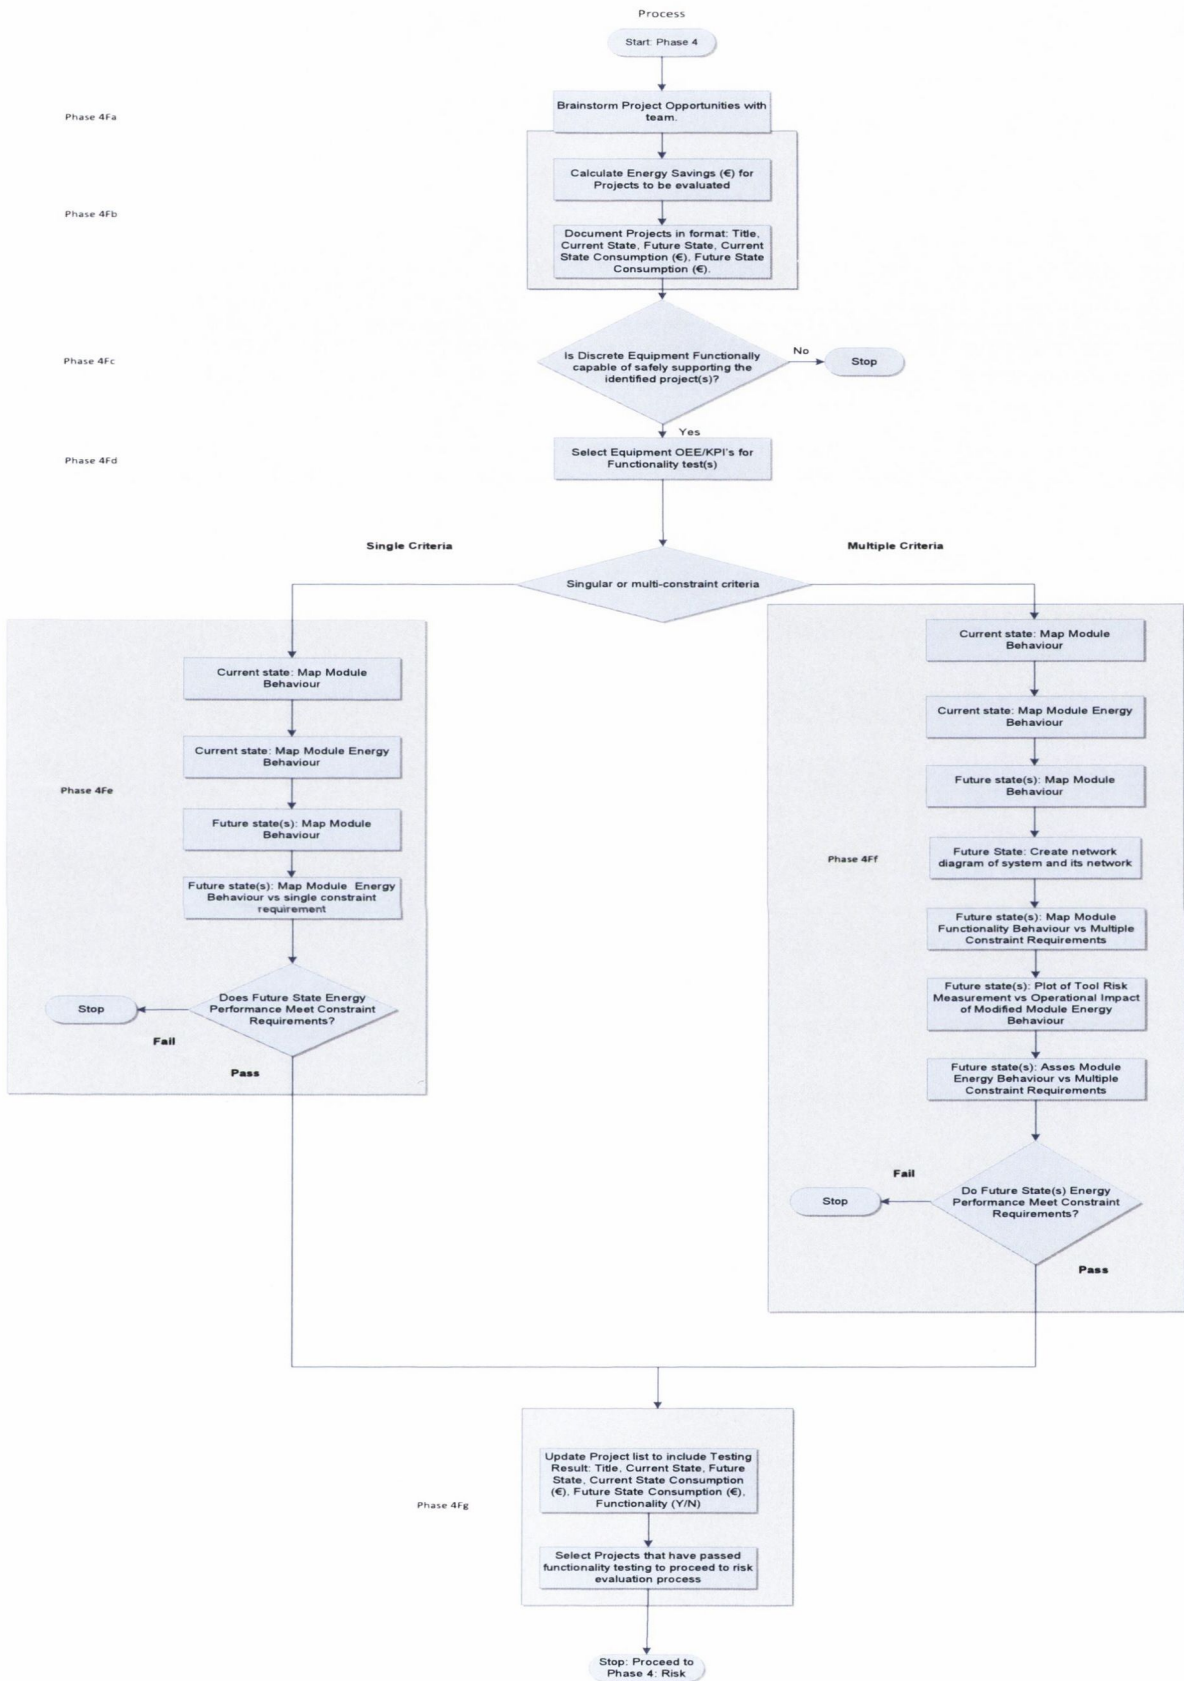 Process
Start: Phase 4
Phase 4Fa
Brainstorm Project Opportunities with
team.
Calculate Energy Savings (€) for
Projects to be evaluated
Phase 4Fb
Document Projects in format: Title,
Current State, Future State, Current
State Consumption (€), Future State
Consumption (€).
Phase 4Fc
Is Discrete Equipment Functionally
capable of safely supporting the
identified project(s)?
No
Stop
Yes
Phase 4Fd
Select Equipment OEE/KPI's for
Functionality test(s)
Single Criteria
Multiple Criteria
Singular or multi-constraint criteria
Current state: Map Module
Behaviour
Current state: Map Module Energy
Behaviour
Phase 4Fe
Future state(s): Map Module
Behaviour
Future state(s): Map Module Energy
Behaviour vs single constraint
requirement
Does Future State Energy
Performance Meet Constraint
Requirements?
Stop
Fail
Pass
Current state: Map Module
Behaviour
Current state: Map Module Energy
Behaviour
Future state(s): Map Module
Behaviour
Phase 4Ff
Future State: Create network
diagram of system and its network
Future state(s): Map Module
Functionality Behaviour vs Multiple
Constraint Requirements
Future state(s): Plot of Tool Risk
Measurement vs Operational Impact
of Modified Module Energy
Behaviour
Future state(s): Asses Module
Energy Behaviour vs Multiple
Constraint Requirements
Fail
Stop
Do Future State(s) Energy
Performance Meet Constraint
Requirements?
Pass
Phase 4Fg
Update Project list to include Testing
Result: Title, Current State, Future
State, Current State Consumption
(€), Future State Consumption (€),
Functionality (Y/N)
Select Projects that have passed
functionality testing to proceed to risk
evaluation process
Stop: Proceed to
Phase 4: Risk